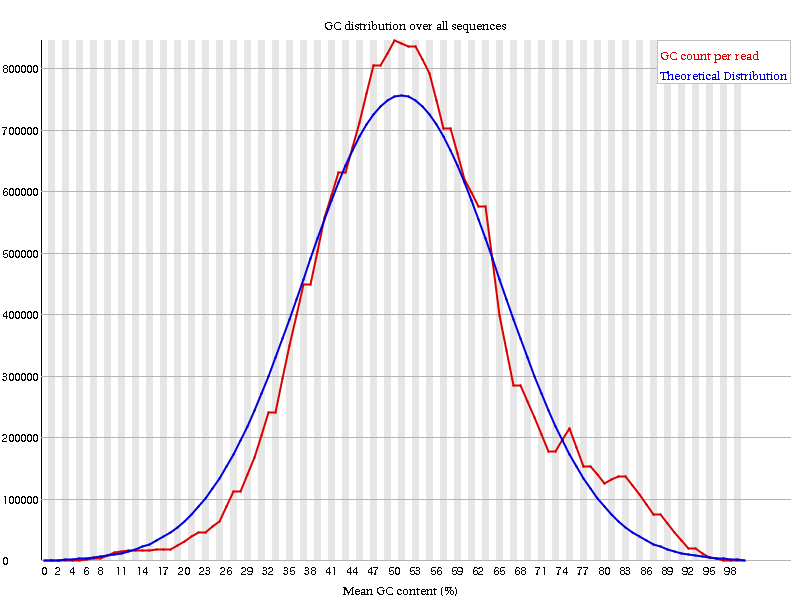 GC distribution over all sequences
GC count per read
Theoretical Distribution
800000
700000
600000
500000
400000
300000
200000
100000
0
0 2 4 6 8 11 14 17 20 23 26 29 32 35 38 41 44 47 50 53 56 59 62 65 68 71 74 77 80 83 86 89 92 95 98
Mean GC content (%)